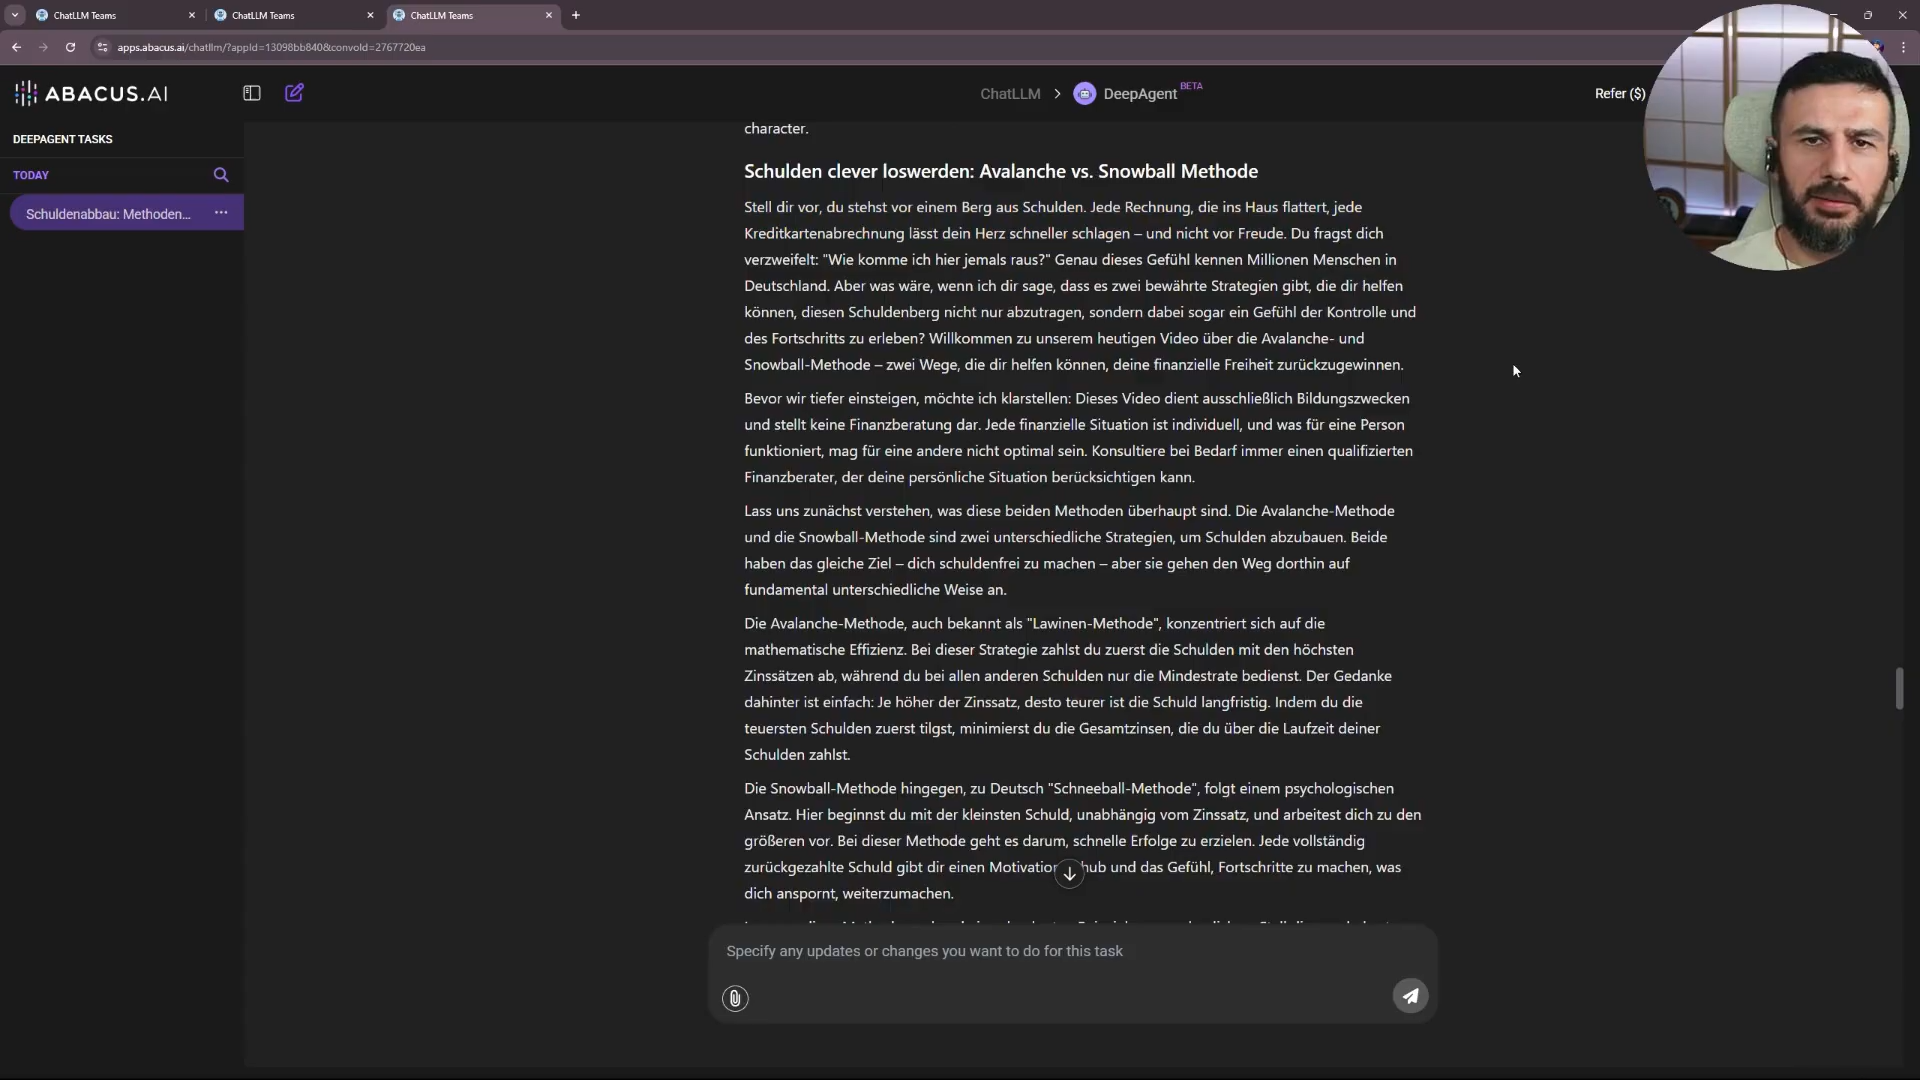 ChatLLM Teams
ChatLLM Teams
ChatLLM Teams
apps.abacus.ai/chatllm/?appId=13098bb840&convoId=2767720ea
ABACUS.AI
ChatLLM
DeepAgent
BETA
Refer ($)
DEEPAGENT TASKS
TODAY
Schuldenabbau: Methoden...
character.
Schulden clever loswerden: Avalanche vs. Snowball Methode
Stell dir vor, du stehst vor einem Berg aus Schulden. Jede Rechnung, die ins Haus flattert, jede
Kreditkartenabrechnung lässt dein Herz schneller schlagen – und nicht vor Freude. Du fragst dich
verzweifelt: "Wie komme ich hier jemals raus?" Genau dieses Gefühl kennen Millionen Menschen in
Deutschland. Aber was wäre, wenn ich dir sage, dass es zwei bewährte Strategien gibt, die dir helfen
können, diesen Schuldenberg nicht nur abzutragen, sondern dabei sogar ein Gefühl der Kontrolle und
des Fortschritts zu erleben? Willkommen zu unserem heutigen Video über die Avalanche- und
Snowball-Methode – zwei Wege, die dir helfen können, deine finanzielle Freiheit zurückzugewinnen.
Bevor wir tiefer einsteigen, möchte ich klarstellen: Dieses Video dient ausschließlich Bildungszwecken
und stellt keine Finanzberatung dar. Jede finanzielle Situation ist individuell, und was für eine Person
funktioniert, mag für eine andere nicht optimal sein. Konsultiere bei Bedarf immer einen qualifizierten
Finanzberater, der deine persönliche Situation berücksichtigen kann.
Lass uns zunächst verstehen, was diese beiden Methoden überhaupt sind. Die Avalanche-Methode
und die Snowball-Methode sind zwei unterschiedliche Strategien, um Schulden abzubauen. Beide
haben das gleiche Ziel – dich schuldenfrei zu machen – aber sie gehen den Weg dorthin auf
fundamental unterschiedliche Weise an.
Die Avalanche-Methode, auch bekannt als "Lawinen-Methode", konzentriert sich auf die
mathematische Effizienz. Bei dieser Strategie zahlst du zuerst die Schulden mit den höchsten
Zinssätzen ab, während du bei allen anderen Schulden nur die Mindestrate bedienst. Der Gedanke
dahinter ist einfach: Je höher der Zinssatz, desto teurer ist die Schuld langfristig. Indem du die
teuersten Schulden zuerst tilgst, minimierst du die Gesamtzinsen, die du über die Laufzeit deiner
Schulden zahlst.
Die Snowball-Methode hingegen, zu Deutsch "Schneeball-Methode", folgt einem psychologischen
Ansatz. Hier beginnst du mit der kleinsten Schuld, unabhängig vom Zinssatz, und arbeitest dich zu den
größeren vor. Bei dieser Methode geht es darum, schnelle Erfolge zu erzielen. Jede vollständig
zurückgezahlte Schuld gibt dir einen Motivation hub und das Gefühl, Fortschritte zu machen, was
dich anspornt, weiterzumachen.
Specify any updates or changes you want to do for this task